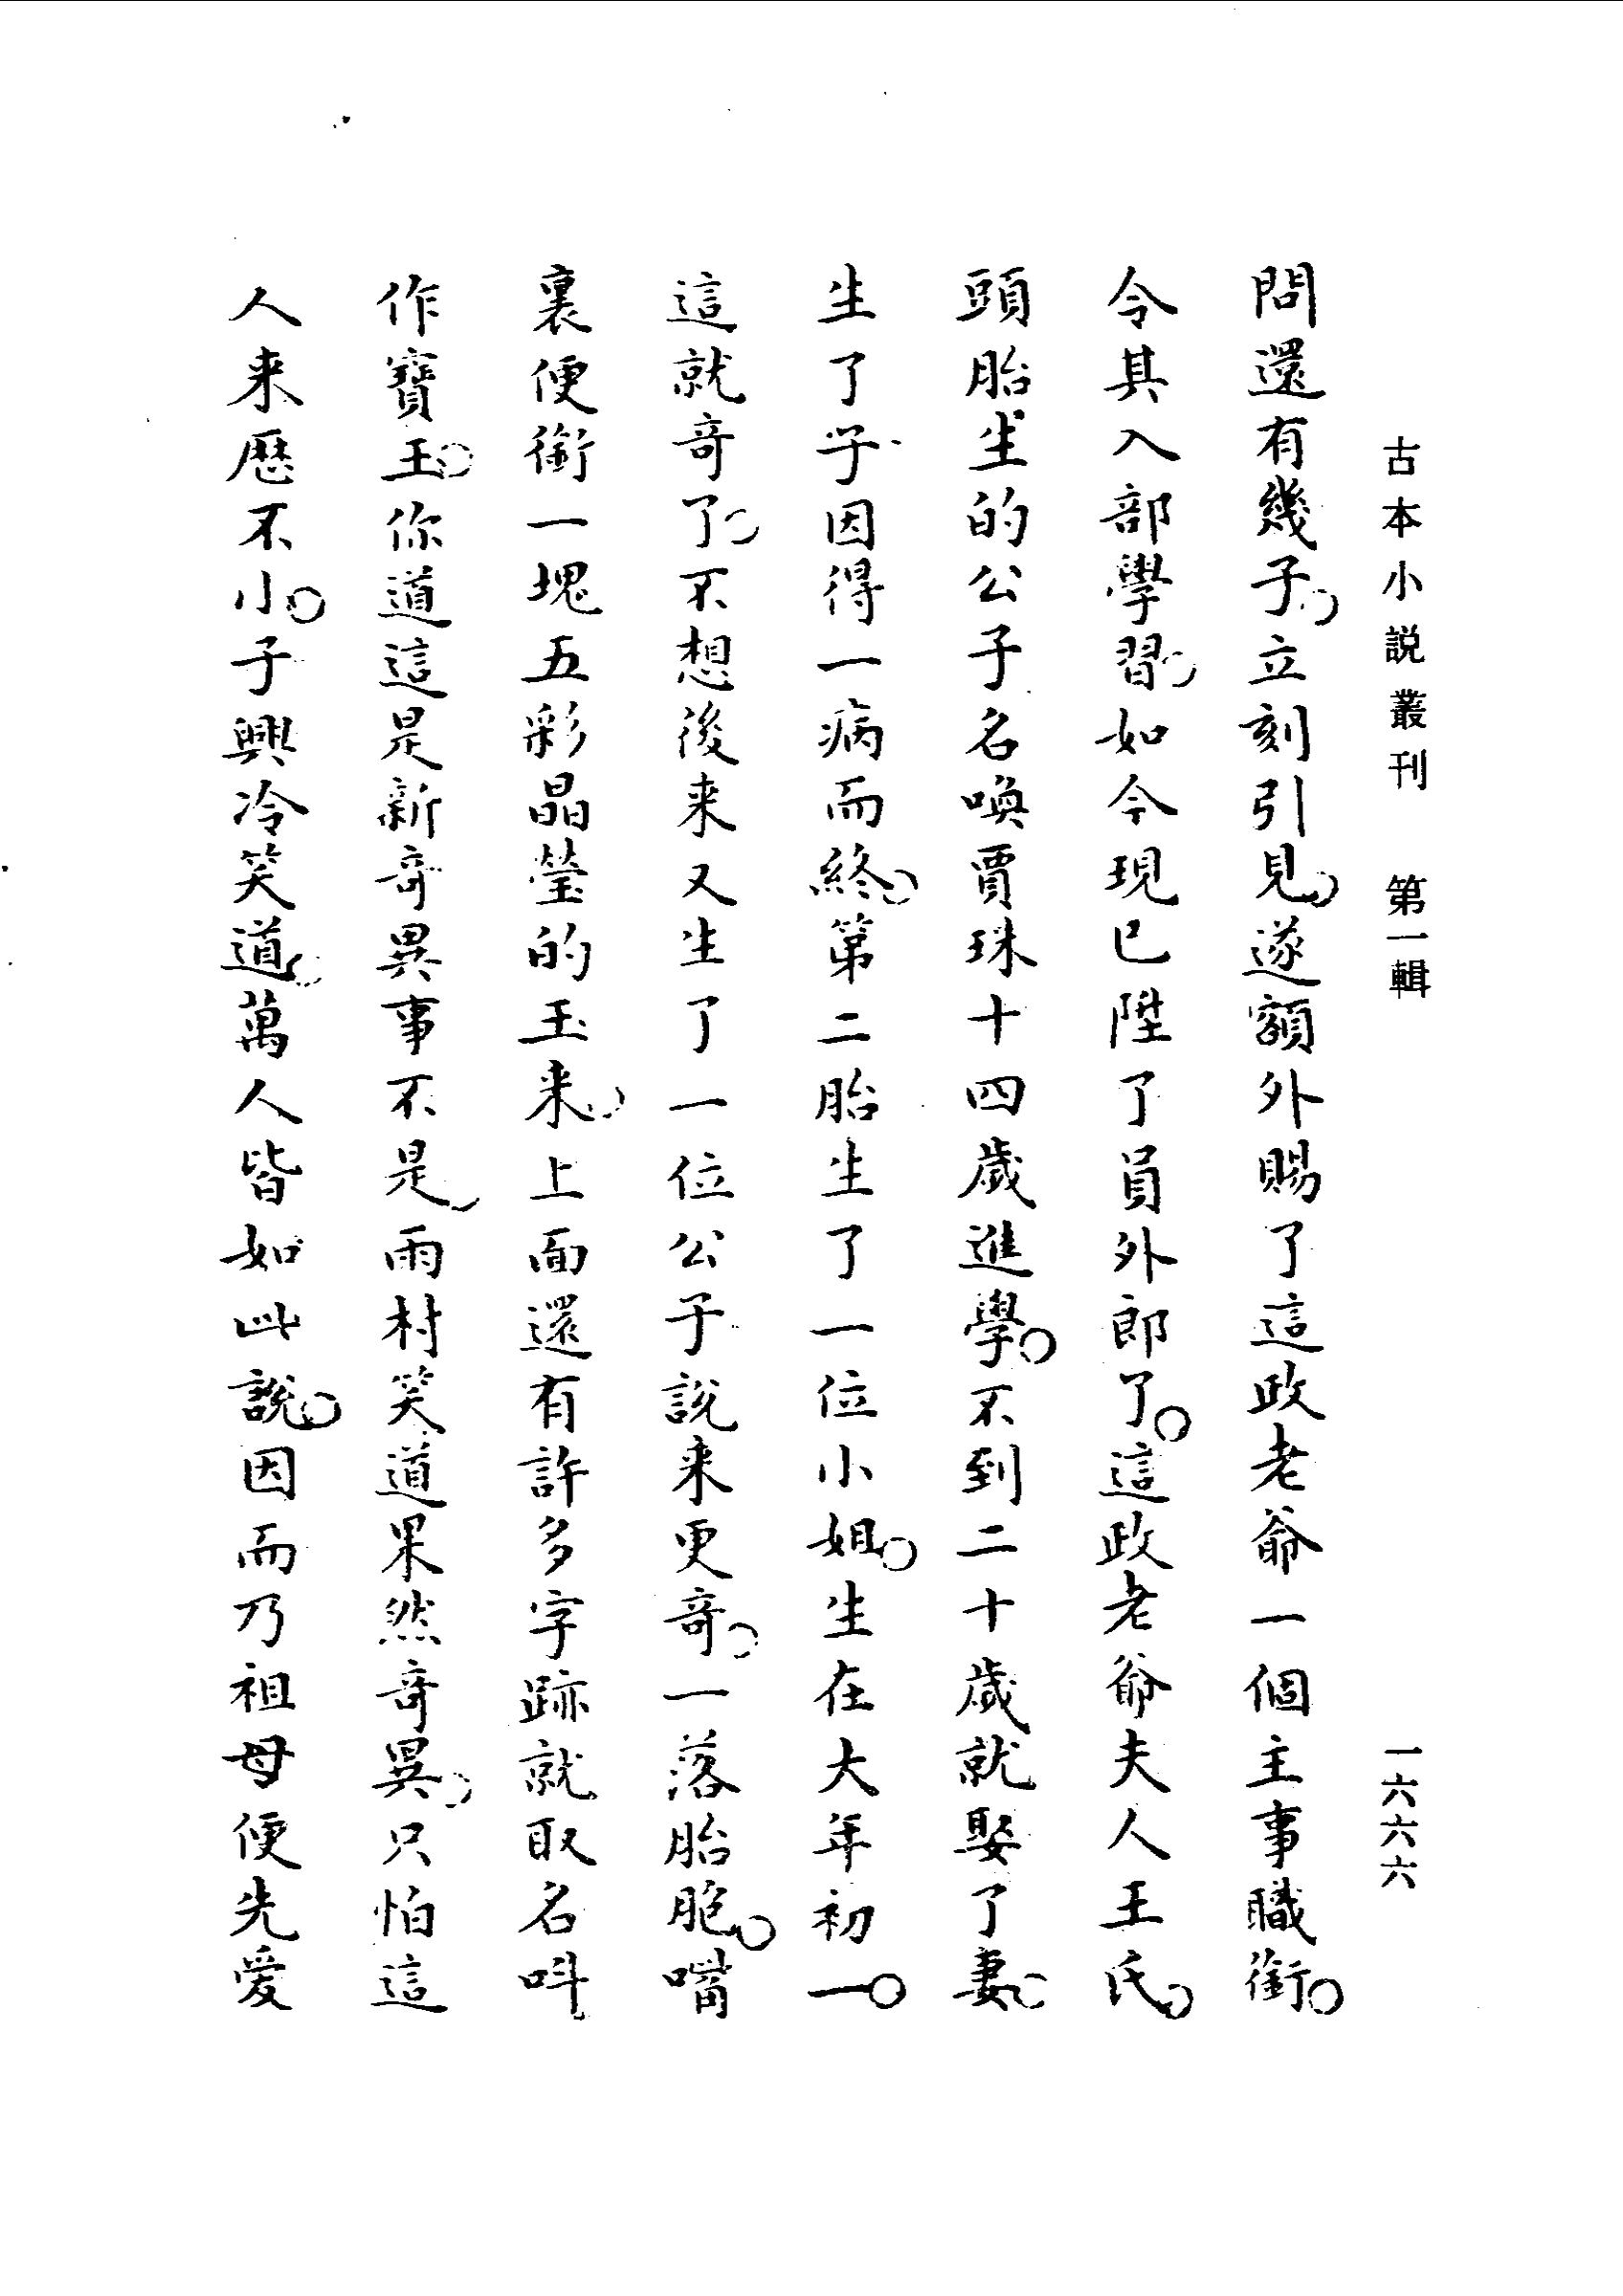 古本小説叢刊 第一輯 一六六六
問還有幾子。立刻引見。遂額外賜了這政老爺一個主事職銜。
令其入部學習。如今現已陞了員外郎了。這政老爺夫人王氏。
頭胎生的公子名喚賈珠十四歲進學。不到二十歲就娶了妻。
生了子因得一病而終。第二胎生了一位小姐。生在大年初一。
這就奇了。不想後来又生了一位公子說来更奇。一落胎胞。嘴
裏便銜一塊五彩晶瑩的玉来。上面還有許多字跡就取名叫
作寶玉。你道這是新奇異事不是。雨村笑道果然奇異。只怕這
人来歷不小。子興冷笑道。萬人皆如此說。因而乃祖母便先爱